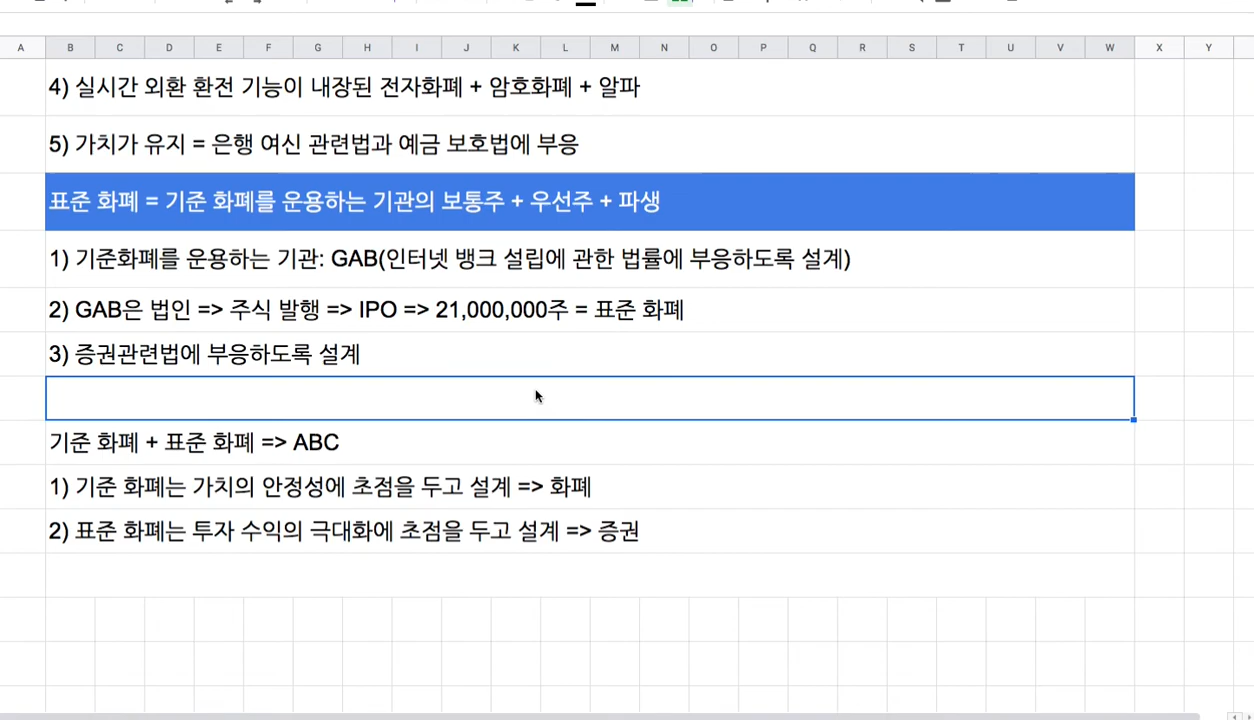 A B C D E F G H I J K L M N O P Q R S T U V W X Y
4) 실시간 외환 환전 기능이 내장된 전자화폐 + 암호화폐 + 알파
5) 가치가 유지 = 은행 여신 관련법과 예금 보호법에 부응
표준 화폐 = 기준 화폐를 운용하는 기관의 보통주 + 우선주 + 파생
1) 기준화폐를 운용하는 기관: GAB(인터넷 뱅크 설립에 관한 법률에 부응하도록 설계)
2) GAB은 법인 => 주식 발행 => IPO => 21,000,000주 = 표준 화폐
3) 증권관련법에 부응하도록 설계
기준 화폐 + 표준 화폐 => ABC
1) 기준 화폐는 가치의 안정성에 초점을 두고 설계 => 화폐
2) 표준 화폐는 투자 수익의 극대화에 초점을 두고 설계 => 증권